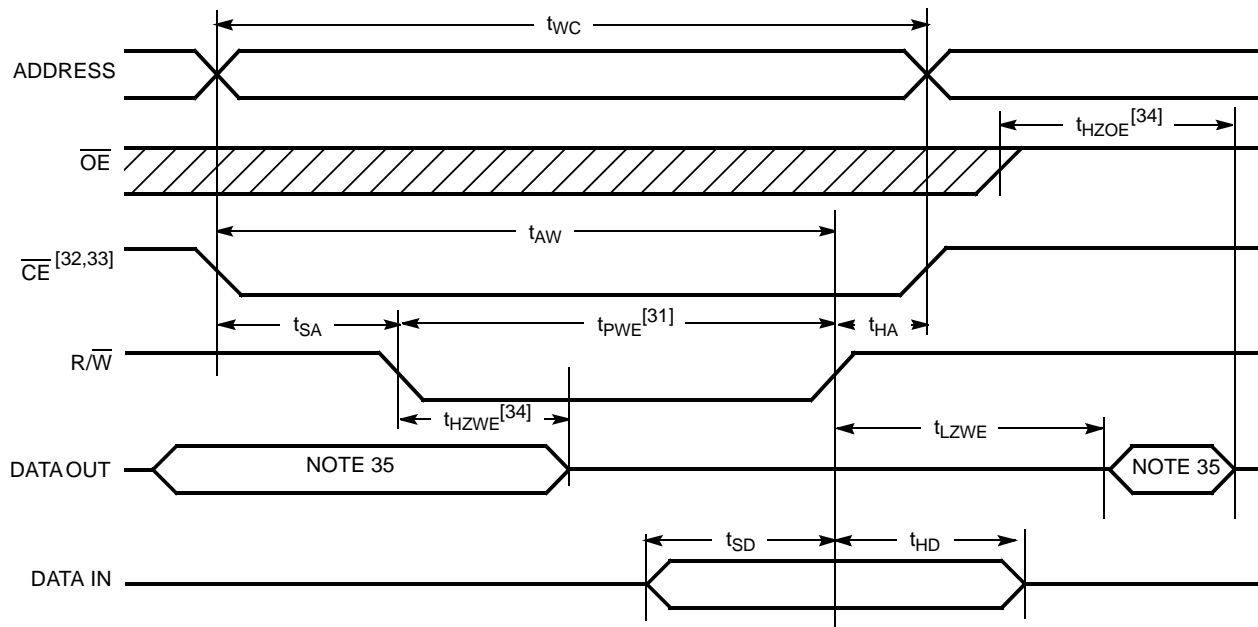 tWC
ADDRESS
tHZOE[34]
OE
tAW
CE [32,33]
tSA
tPWE[31]
tHA
R/W
tHZWE[34]
tLZWE
DATA OUT
NOTE 35
NOTE 35
tSD
tHD
DATA IN